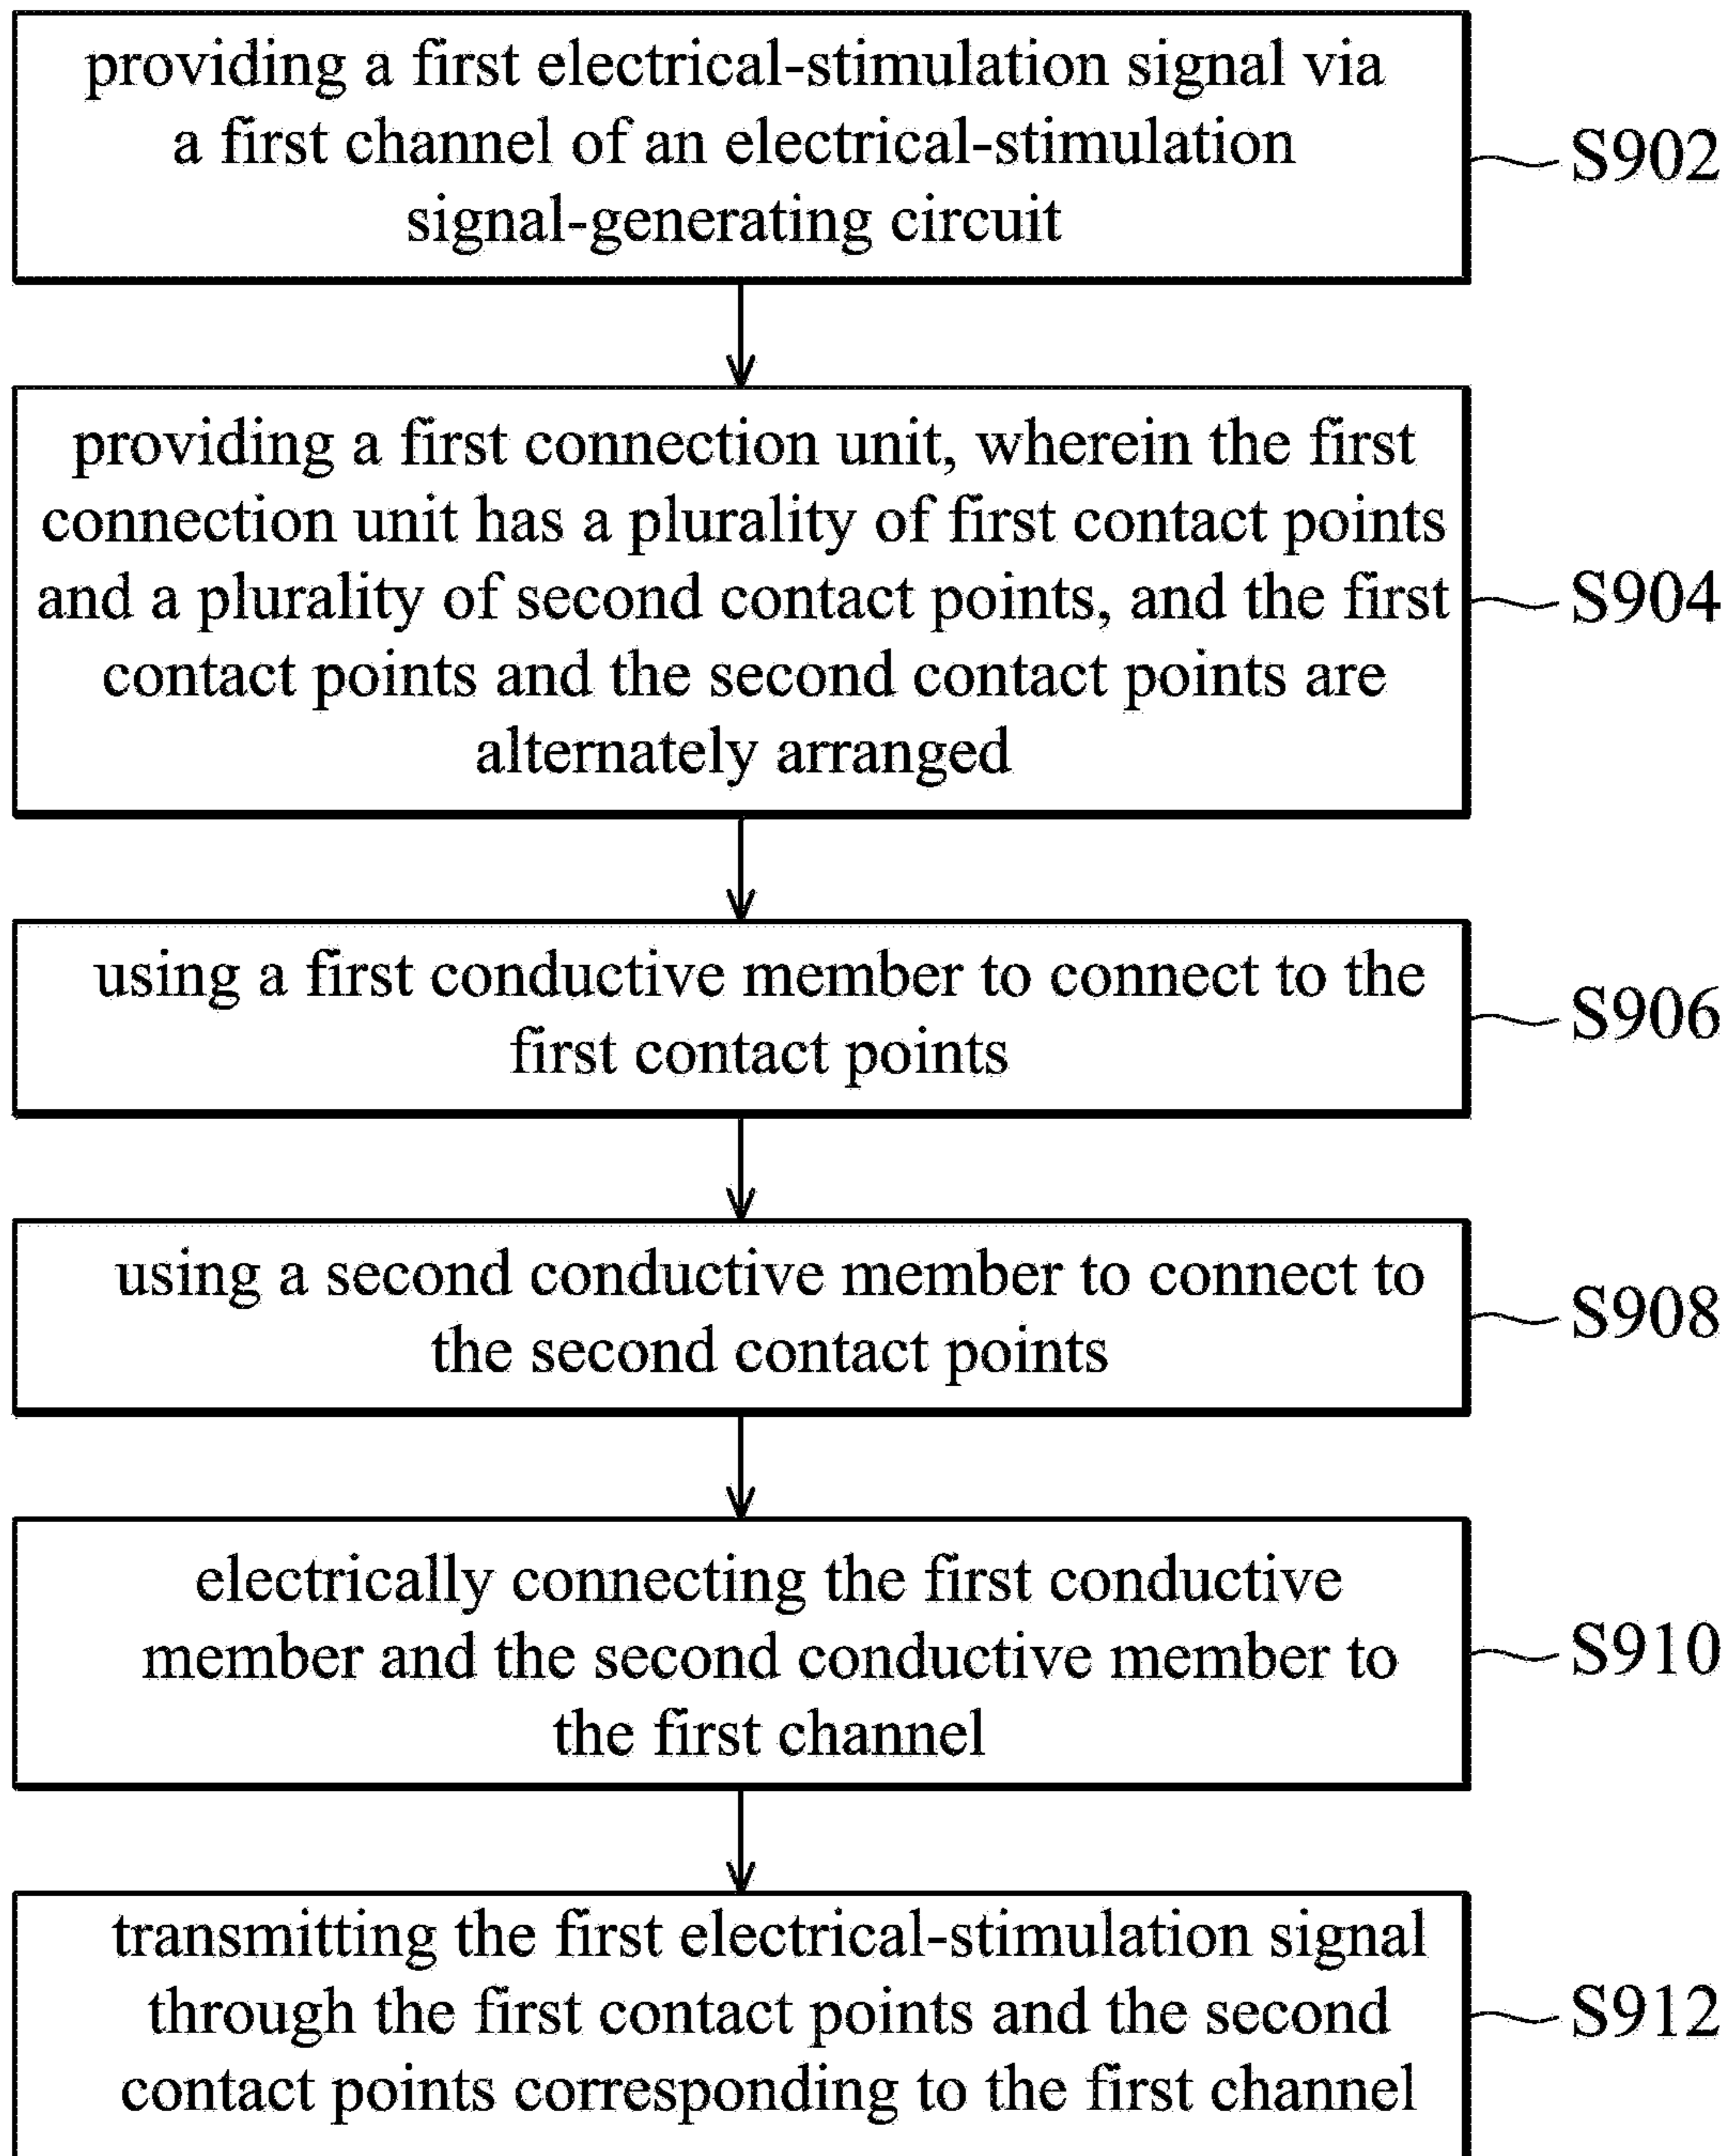 providing a first electrical-stimulation signal via
a first channel of an electrical-stimulation
signal-generating circuit
S902
providing a first connection unit, wherein the first
connection unit has a plurality of first contact points
and a plurality of second contact points, and the first
contact points and the second contact points are
alternately arranged
S904
using a first conductive member to connect to the
first contact points
S906
using a second conductive member to connect to
the second contact points
S908
electrically connecting the first conductive
member and the second conductive member to
the first channel
S910
transmitting the first electrical-stimulation signal
through the first contact points and the second
contact points corresponding to the first channel
S912